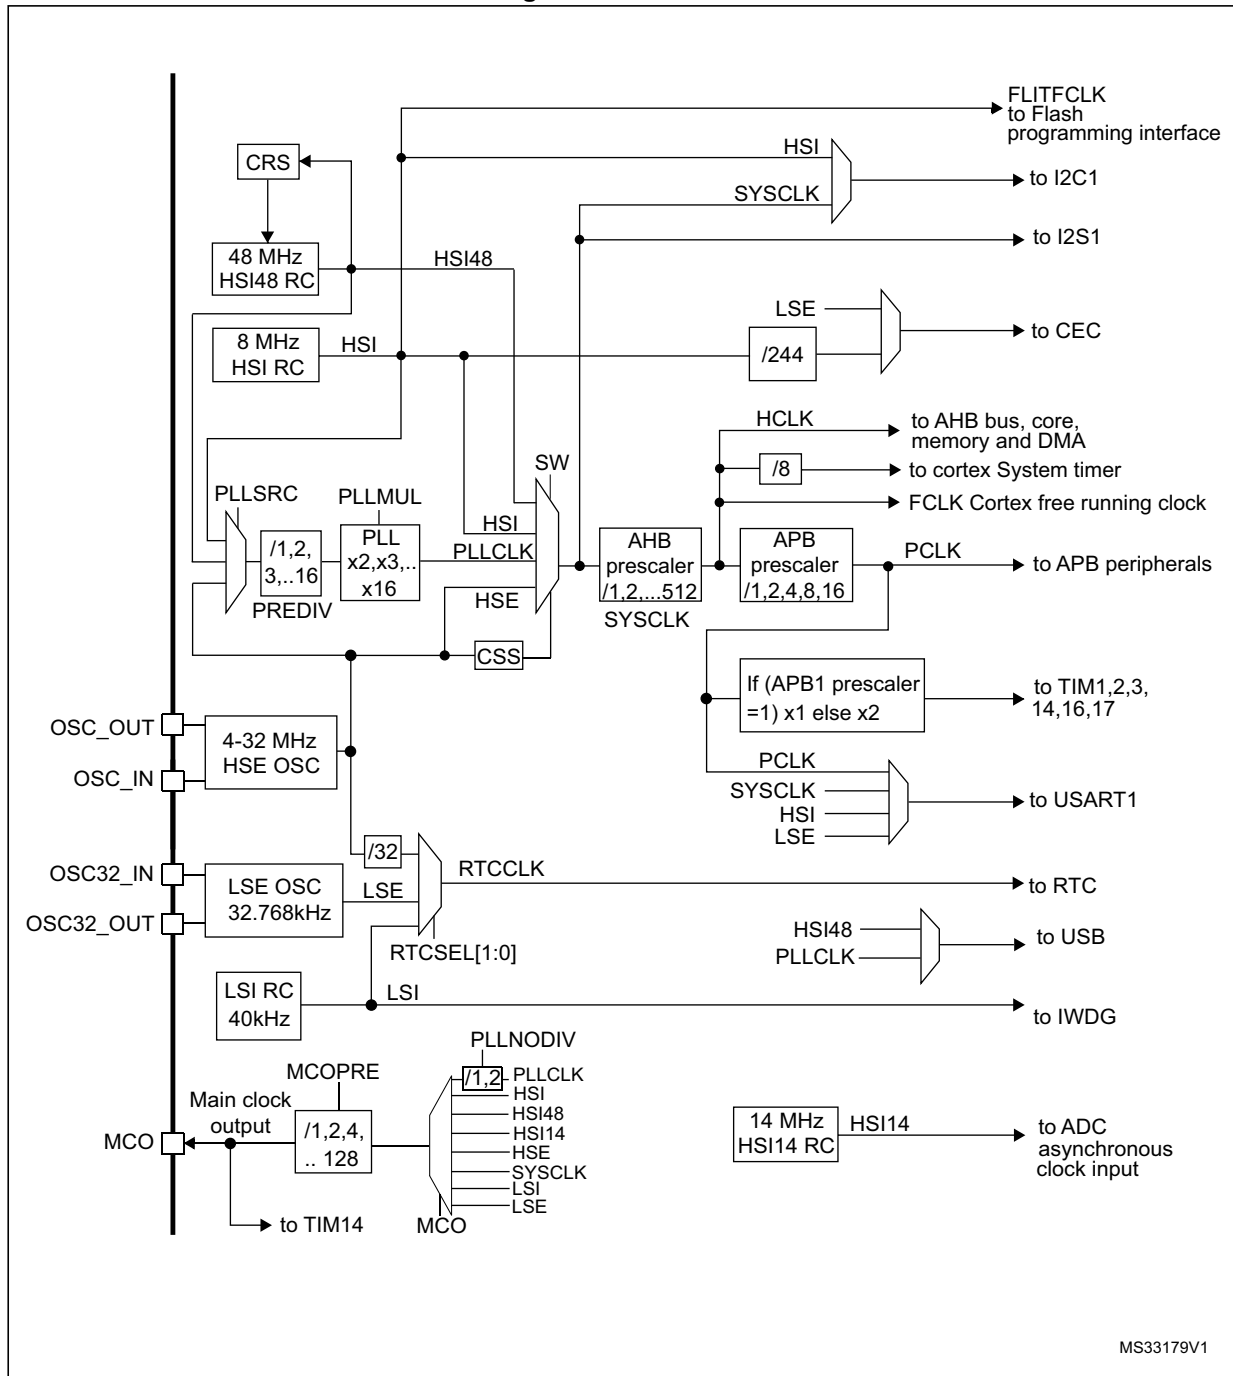 FLITFCLK
to Flash
programming interface
HSI
to I2C1
SYSCLK
to I2S1
CRS
48 MHz
HSI48 RC
HSI48
LSE
to CEC
8 MHz
HSI RC
HSI
/244
HCLK
to AHB bus, core,
memory and DMA
/8
to cortex System timer
FCLK Cortex free running clock
SW
PLLSRC
PLLMUL
/1,2,
3,..16
PREDIV
PLL
x2,x3,..
x16
HSI
PLLCLK
HSE
AHB
prescaler
/1,2,...512
SYSCLK
APB
prescaler
/1,2,4,8,16
PCLK
to APB peripherals
CSS
If (APB1 prescaler
=1) x1 else x2
to TIM1,2,3,
14,16,17
OSC_OUT
OSC_IN
4-32 MHz
HSE OSC
PCLK
SYSCLK
HSI
LSE
to USART1
/32
OSC32_IN
OSC32_OUT
LSE OSC
32.768kHz
LSE
RTCCLK
to RTC
RTCSEL[1:0]
HSI48
PLLCLK
to USB
LSI RC
40kHz
LSI
to IWDG
PLLNODIV
MCOPRE
Main clock
output
MCO
/1,2,4,
.. 128
/1,2
PLLCLK
HSI
HSI48
HSI14
HSE
SYSCLK
LSI
LSE
MCO
to TIM14
14 MHz
HSI14 RC
HSI14
to ADC
asynchronous
clock input
MS33179V1